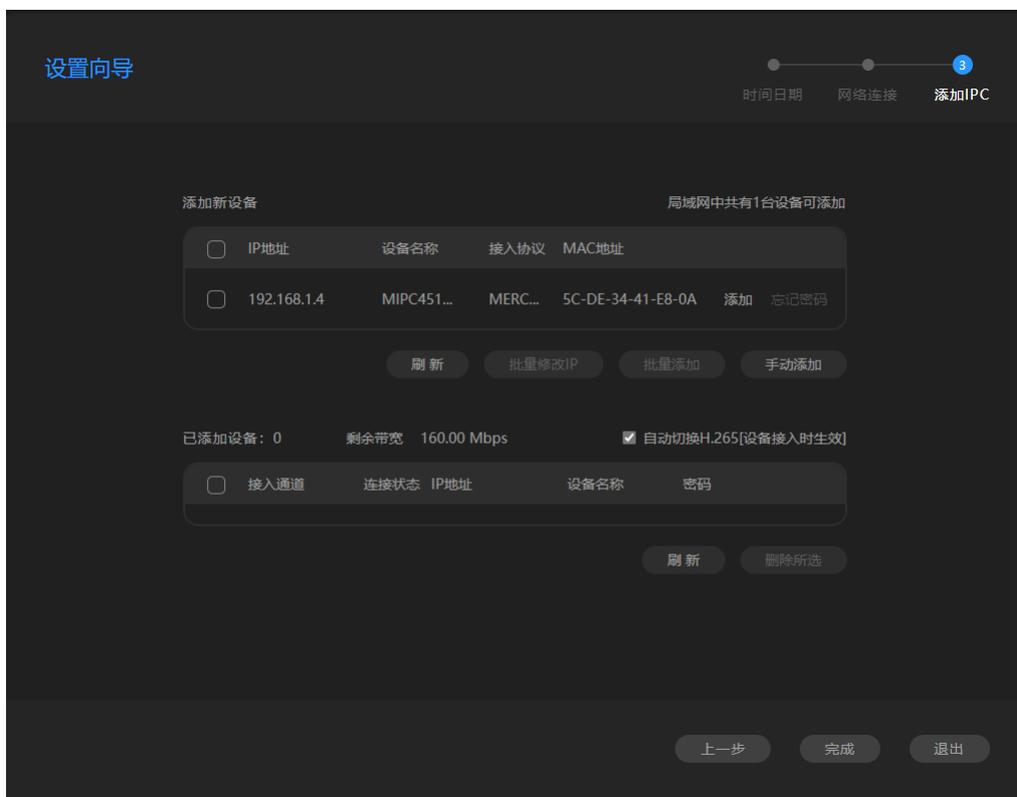 设置向导
3
时间日期 网络连接 添加IPC
添加新设备 局域网中共有1台设备可添加
IP地址 设备名称 接入协议 MAC地址
192.168.1.4 MIPC451... MERC... 5C-DE-34-41-E8-0A 添加 忘记密码
刷新 批量修改IP 批量添加 手动添加
已添加设备：0 剩余带宽 160.00 Mbps 自动切换H.265[设备接入时生效]
接入通道 连接状态 IP地址 设备名称 密码
刷新 删除所选
上一步 完成 退出